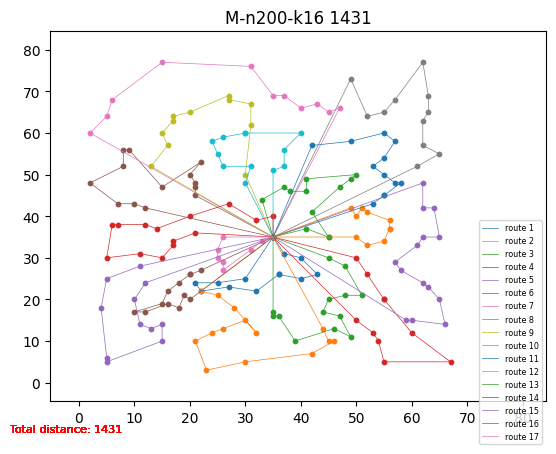 M-n200-k16 1431
80
70
60
50
40
30
20
10
0
0
10
20
30
40
50
60
70
80
route 1
route 2
route 3
route 4
route 5
route 6
route 7
route 8
route 9
route 10
route 11
route 12
route 13
route 14
route 15
route 16
route 17
Total distance: 1431